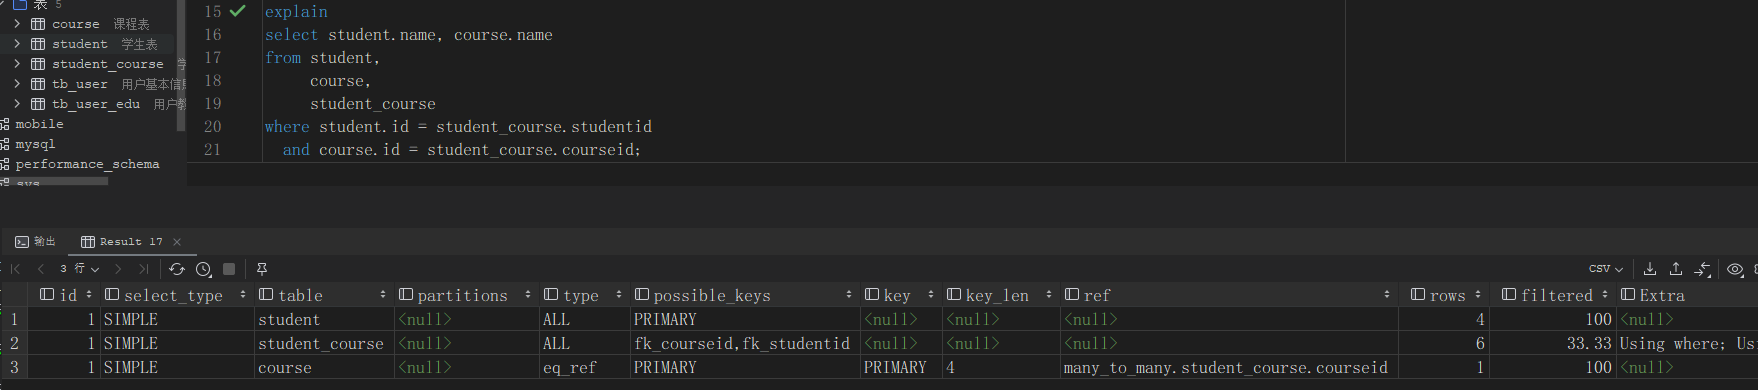 表 5
course 课程表
student 学生表
student_course
tb_user 用户基本信息
tb_user_edu 用户教
mobile
mysql
performance_schema
sys
15 explain
16 select student.name, course.name
17 from student,
18 course,
19 student_course
20 where student.id = student_course.studentid
21 and course.id = student_course.courseid;
输出 Result 17
3 行 CSV
id select_type table partitions type possible_keys key key_len ref rows filtered Extra
1 1 SIMPLE student <null> ALL PRIMARY <null> <null> <null> 4 100 <null>
2 1 SIMPLE student_course <null> ALL fk_courseid,fk_studentid <null> <null> <null> 6 33.33 Using where; Us
3 1 SIMPLE course <null> eq_ref PRIMARY PRIMARY 4 many_to_many.student_course.courseid 1 100 <null>